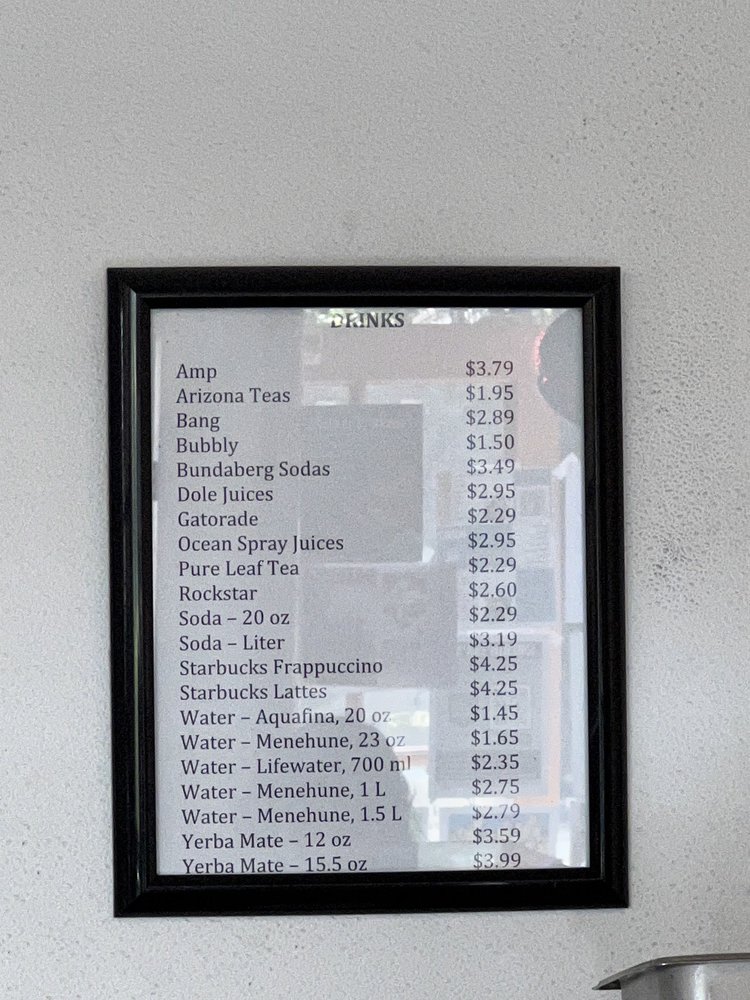 DRINKS
Amp $3.79
Arizona Teas $1.95
Bang $2.89
Bubbly $1.50
Bundaberg Sodas $3.49
Dole Juices $2.95
Gatorade $2.29
Ocean Spray Juices $2.95
Pure Leaf Tea $2.29
Rockstar $2.60
Soda – 20 oz $2.29
Soda – Liter $3.19
Starbucks Frappuccino $4.25
Starbucks Lattes $4.25
Water – Aquafina, 20 oz $1.45
Water – Menehune, 23 oz $1.65
Water – Lifewater, 700 ml $2.35
Water – Menehune, 1 L $2.75
Water – Menehune, 1.5 L $2.79
Yerba Mate – 12 oz $3.59
Yerba Mate – 15.5 oz $3.99